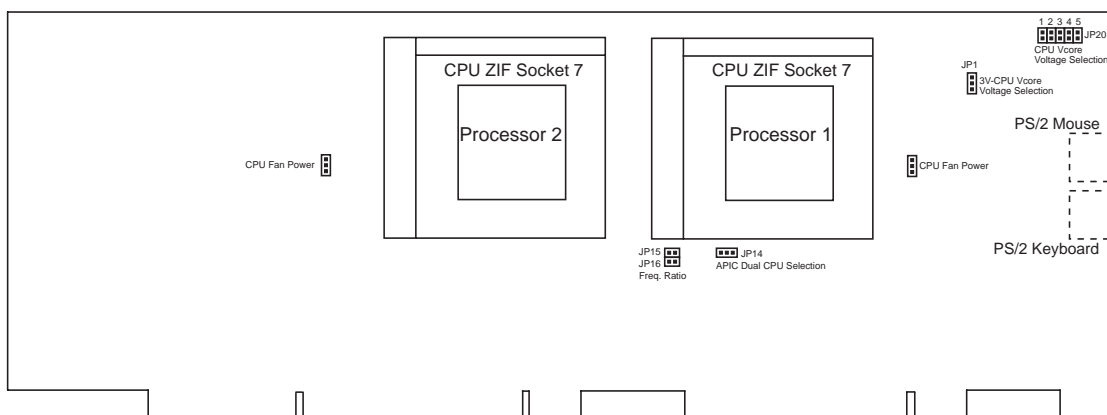 1 2 3 4 5
JP20
CPU Vcore
Voltage Selection
JP1
3V-CPU Vcore
Voltage Selection
CPU ZIF Socket 7
CPU ZIF Socket 7
Processor 2
Processor 1
PS/2 Mouse
CPU Fan Power
CPU Fan Power
PS/2 Keyboard
JP15
JP16
Freq. Ratio
JP14
APIC Dual CPU Selection